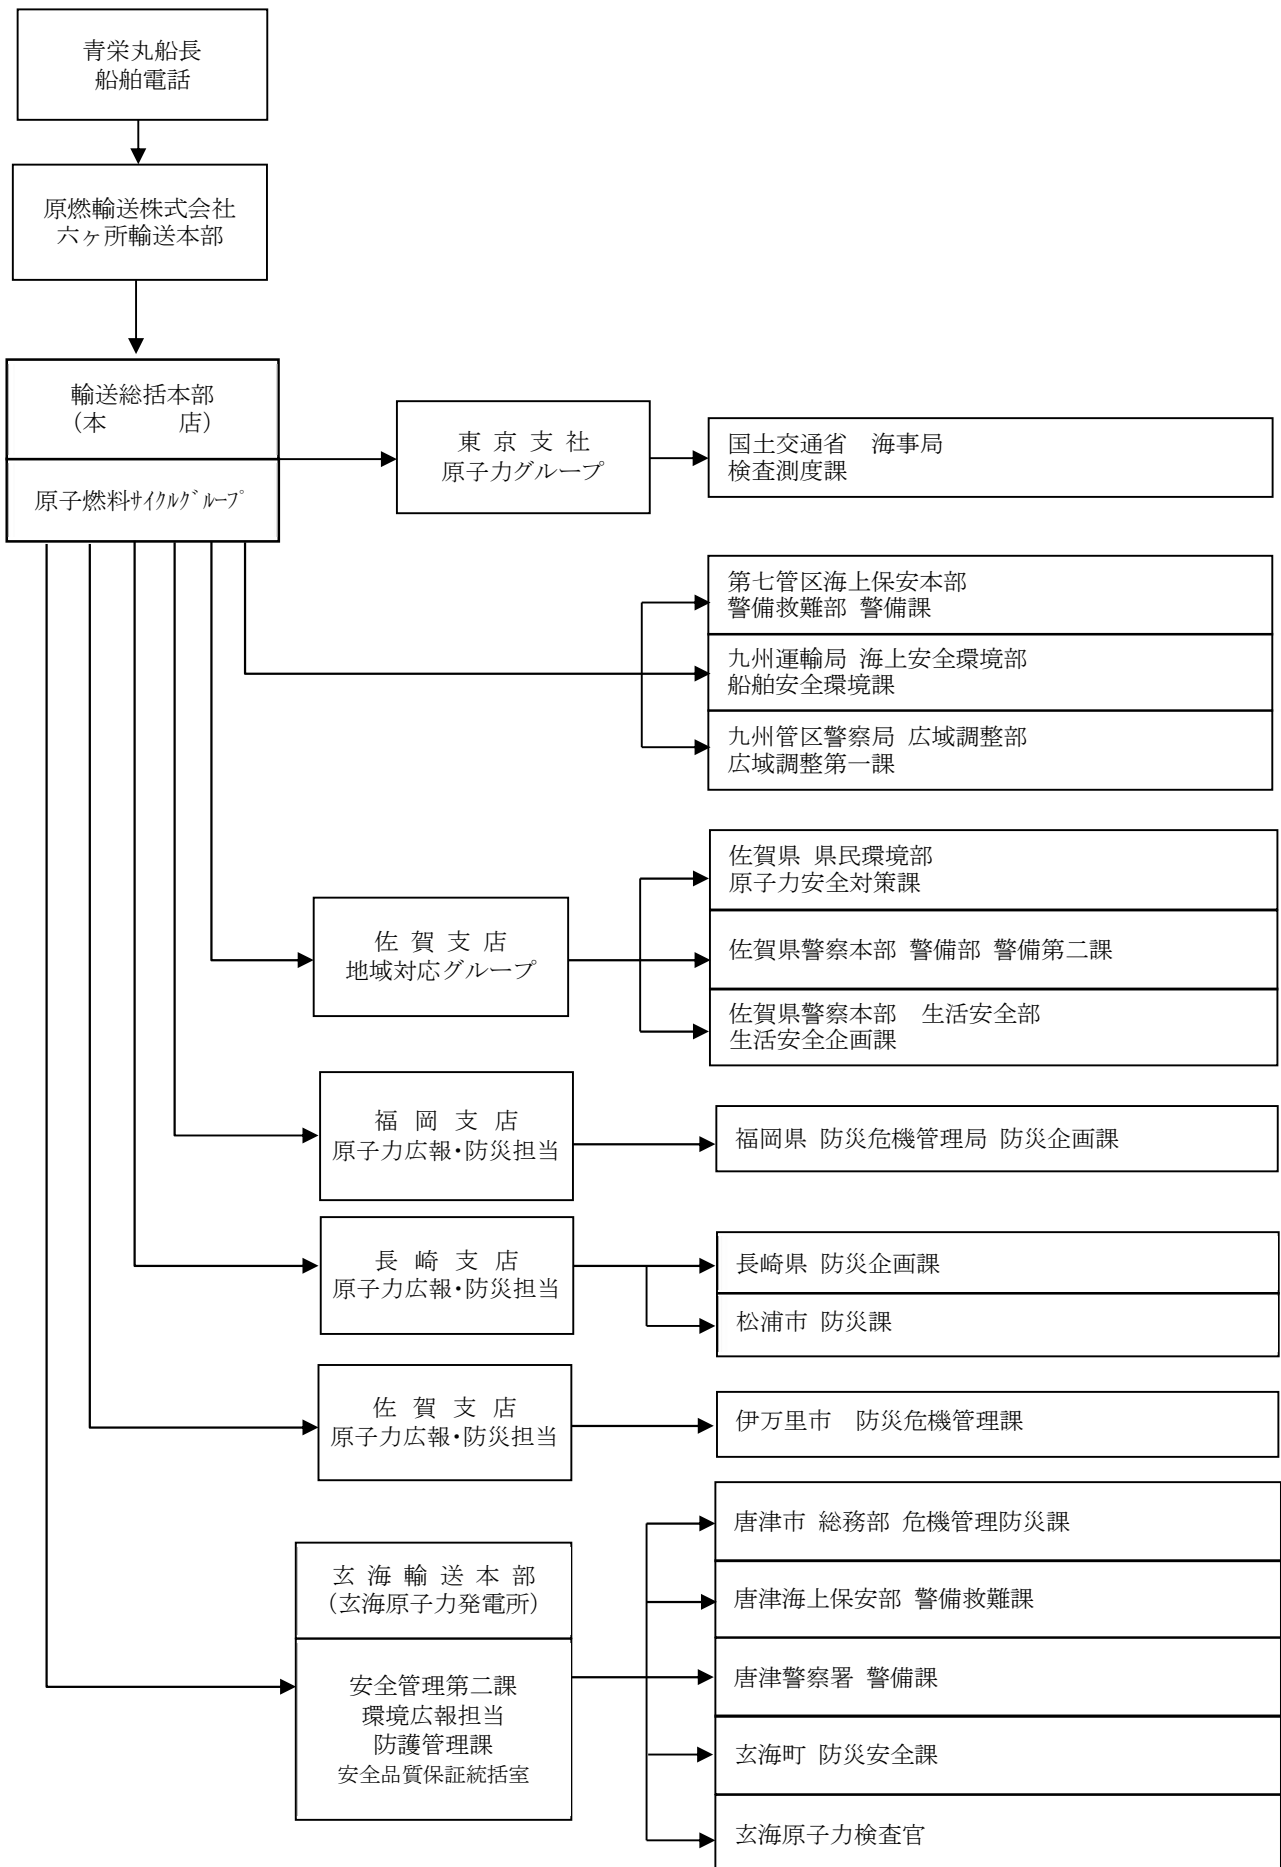 青栄丸船長
船舶電話
原燃輸送株式会社
六ヶ所輸送本部
輸送総括本部
（本　　　店）
原子燃料ｻｲｸﾙｸﾞﾙｰﾌﾟ
東 京 支 社
原子力グループ
国土交通省　海事局
検査測度課
第七管区海上保安本部
警備救難部 警備課
九州運輸局 海上安全環境部
船舶安全環境課
九州管区警察局 広域調整部
広域調整第一課
佐 賀 支 店
地域対応グループ
佐賀県 県民環境部
原子力安全対策課
佐賀県警察本部 警備部 警備第二課
佐賀県警察本部　生活安全部
生活安全企画課
福 岡 支 店
原子力広報・防災担当
福岡県 防災危機管理局 防災企画課
長 崎 支 店
原子力広報・防災担当
長崎県 防災企画課
松浦市 防災課
佐 賀 支 店
原子力広報・防災担当
伊万里市　防災危機管理課
玄 海 輸 送 本 部
（玄海原子力発電所）
安全管理第二課
環境広報担当
防護管理課
安全品質保証統括室
唐津市 総務部 危機管理防災課
唐津海上保安部 警備救難課
唐津警察署 警備課
玄海町 防災安全課
玄海原子力検査官